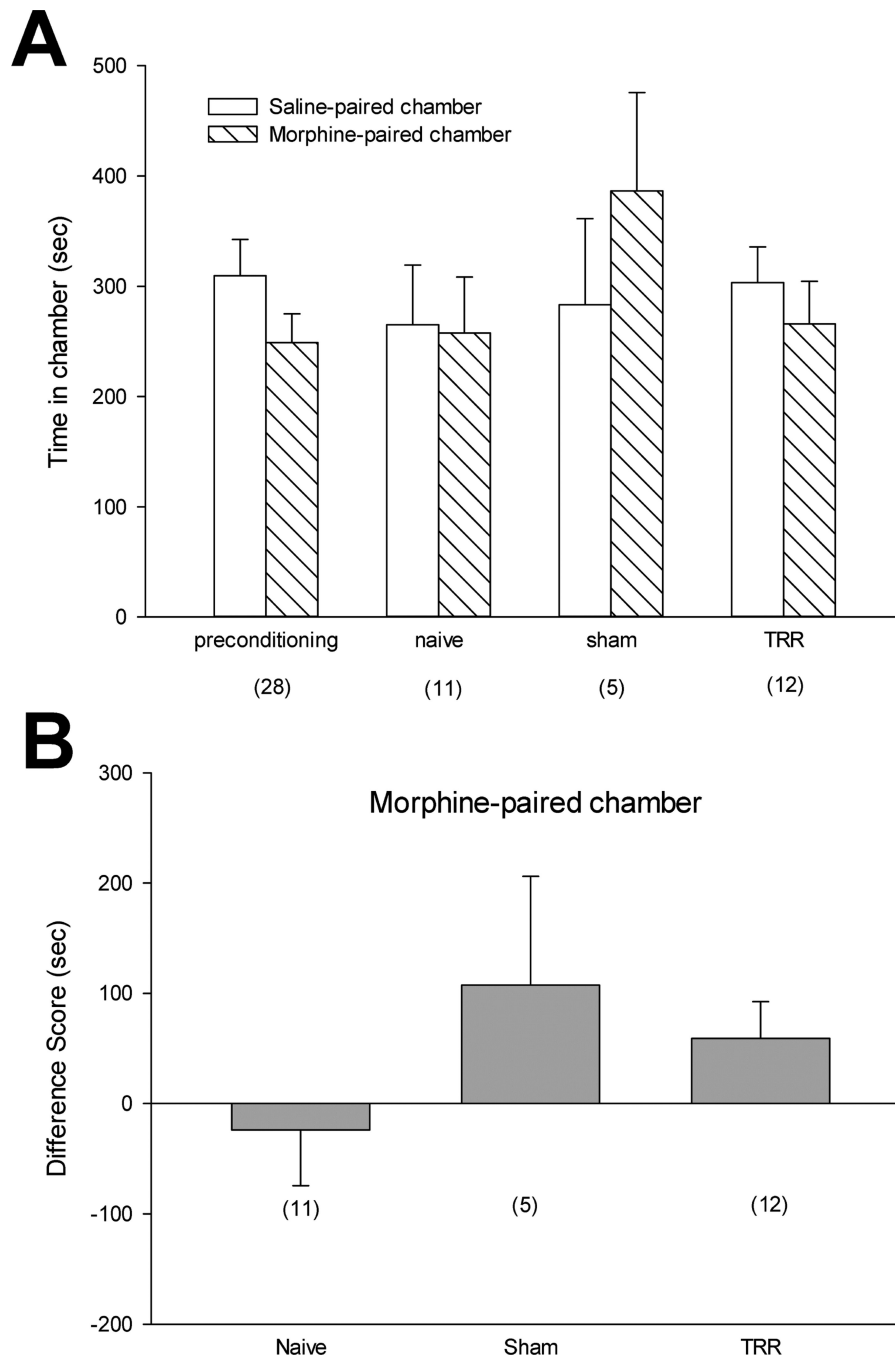 A
500
400
300
200
100
0
Time in chamber (sec)
Saline-paired chamber
Morphine-paired chamber
preconditioning naive sham TRR
(28) (11) (5) (12)
B
300
200
100
0
-100
-200
Difference Score (sec)
Morphine-paired chamber
(11) (5) (12)
Naive Sham TRR